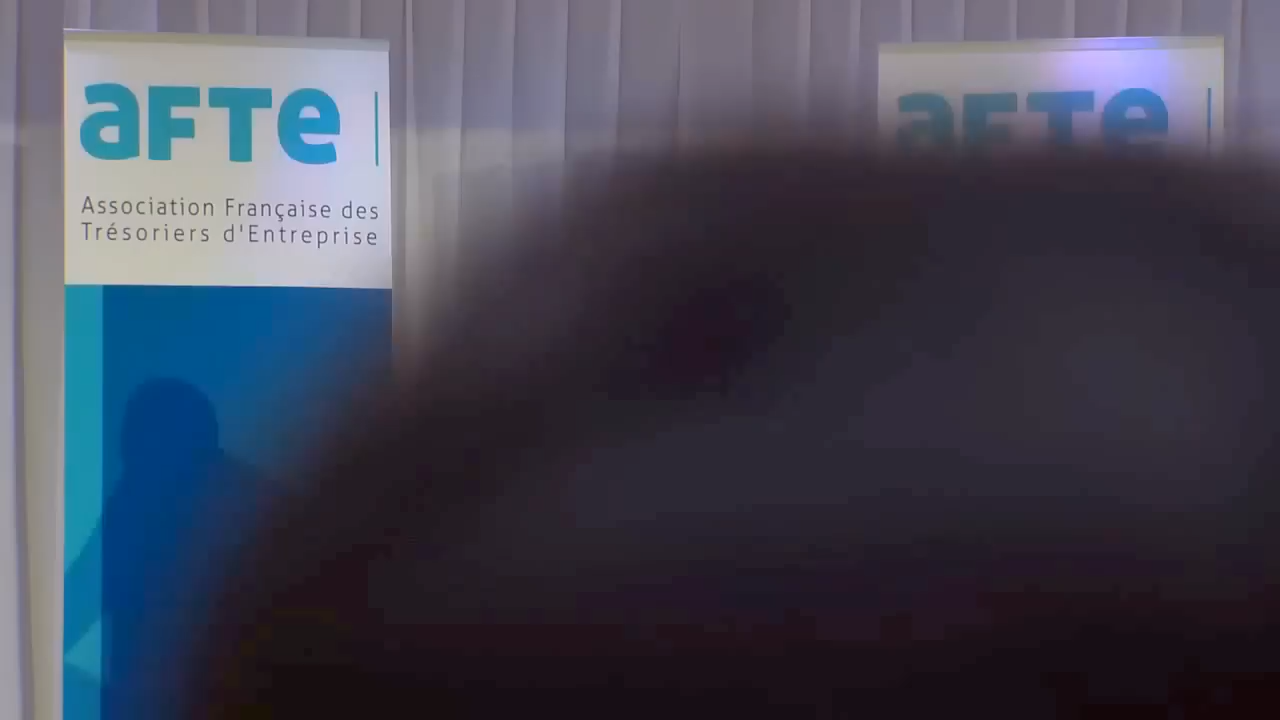 aFTe
Association Française des
Trésoriers d'Entreprise
aFTe